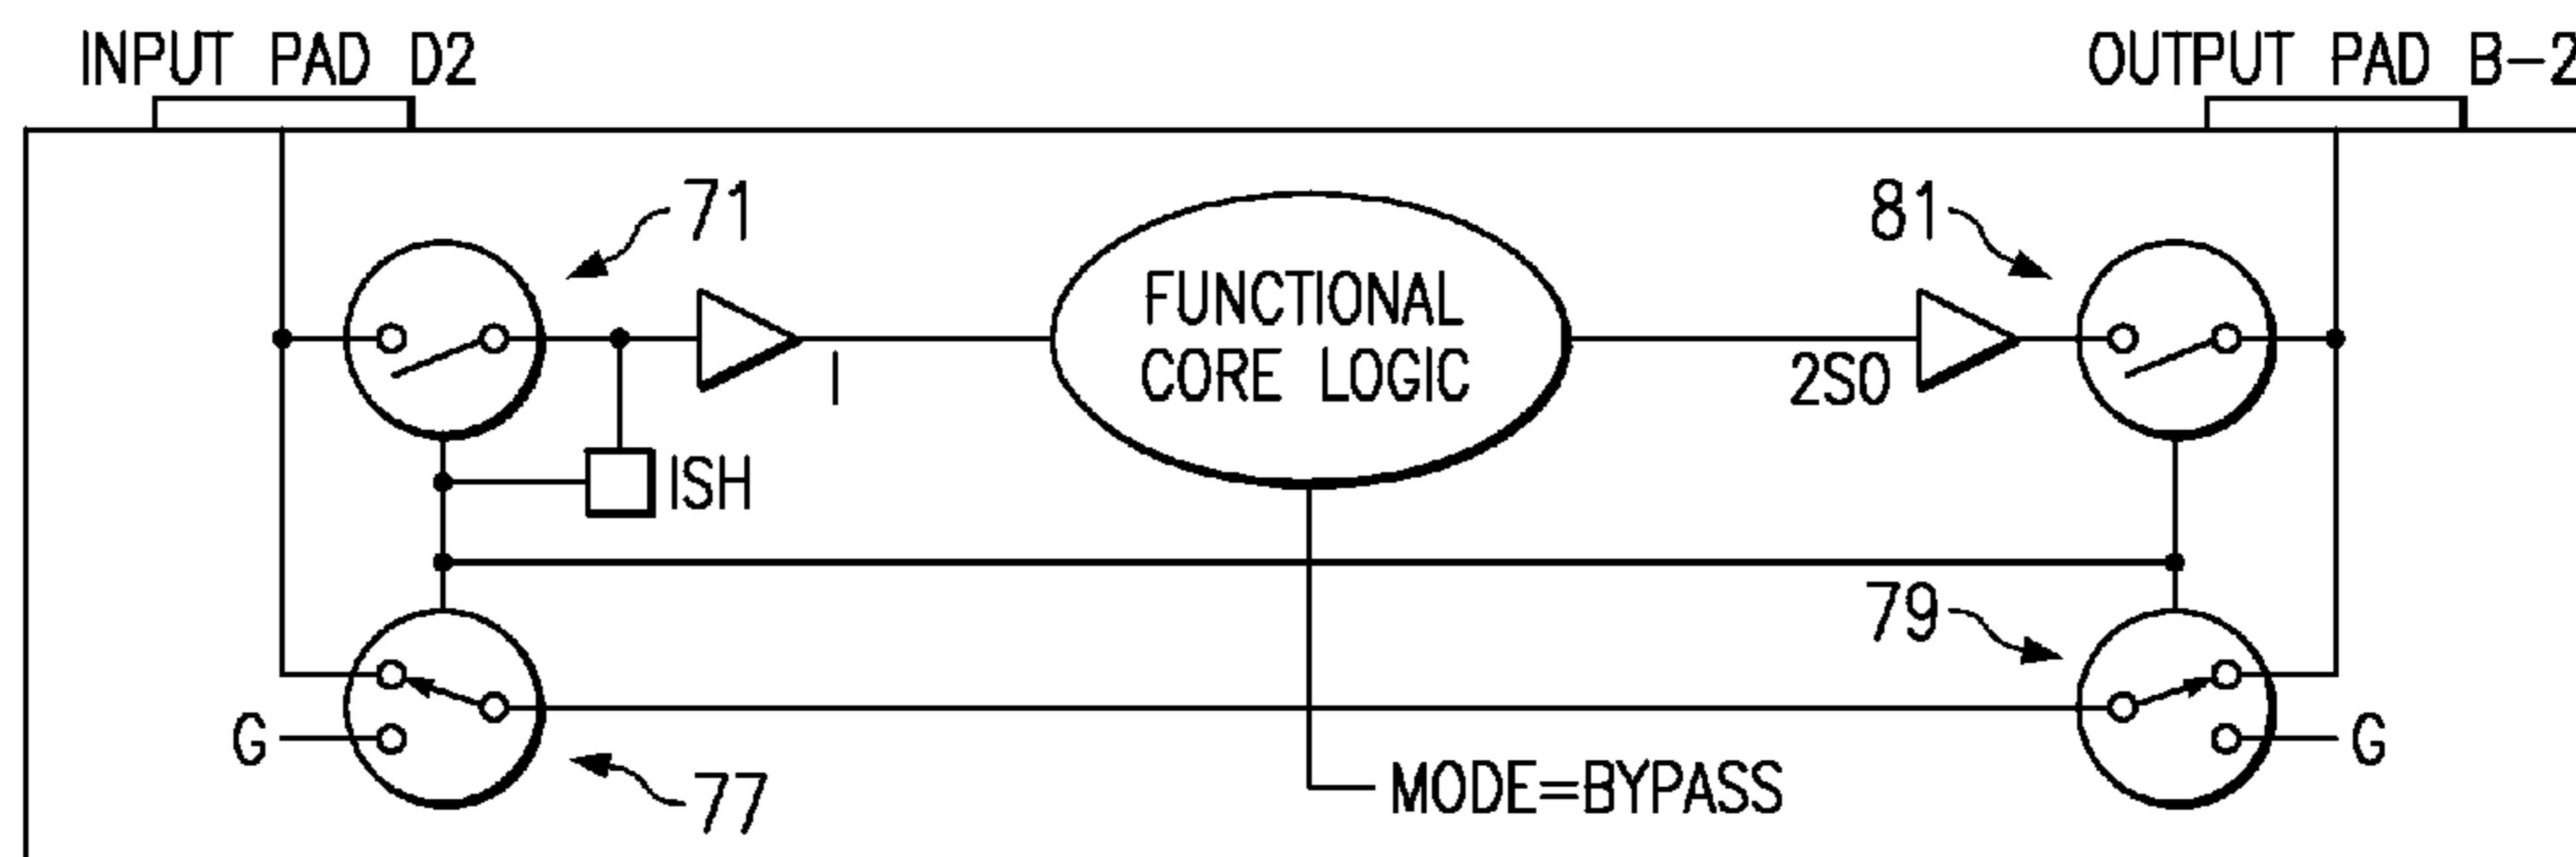 INPUT PAD D2
OUTPUT PAD B-2
71
81
FUNCTIONAL
CORE LOGIC
I
2SO
ISH
79
G
G
77
MODE=BYPASS